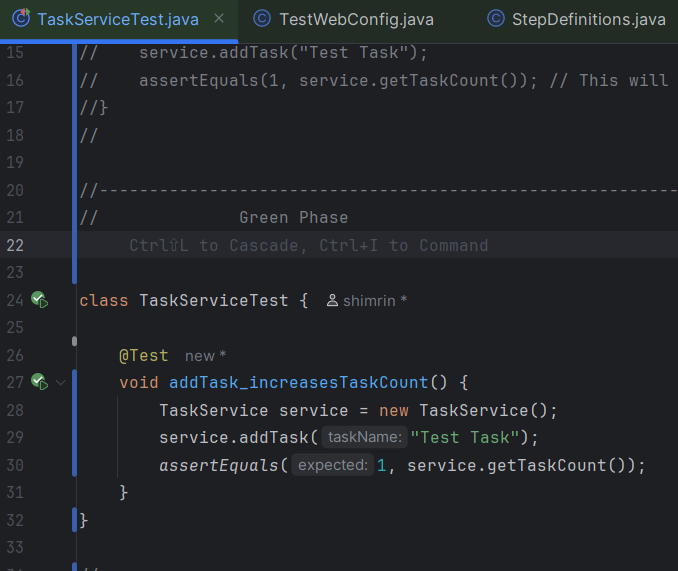 TaskServiceTest.java × TestWebConfig.java StepDefinitions.java
15 // service.addTask("Test Task");
16 // assertEquals(1, service.getTaskCount()); // This will
17 //}
18 //
19
20 //----------------------------------------------------------
21 // Green Phase
22 Ctrl⇧L to Cascade, Ctrl+I to Command
23
24 class TaskServiceTest { shimrin *
25
26 @Test new *
27 void addTask_increasesTaskCount() {
28 TaskService service = new TaskService();
29 service.addTask( taskName: "Test Task");
30 assertEquals( expected: 1, service.getTaskCount());
31 }
32 }
33
//